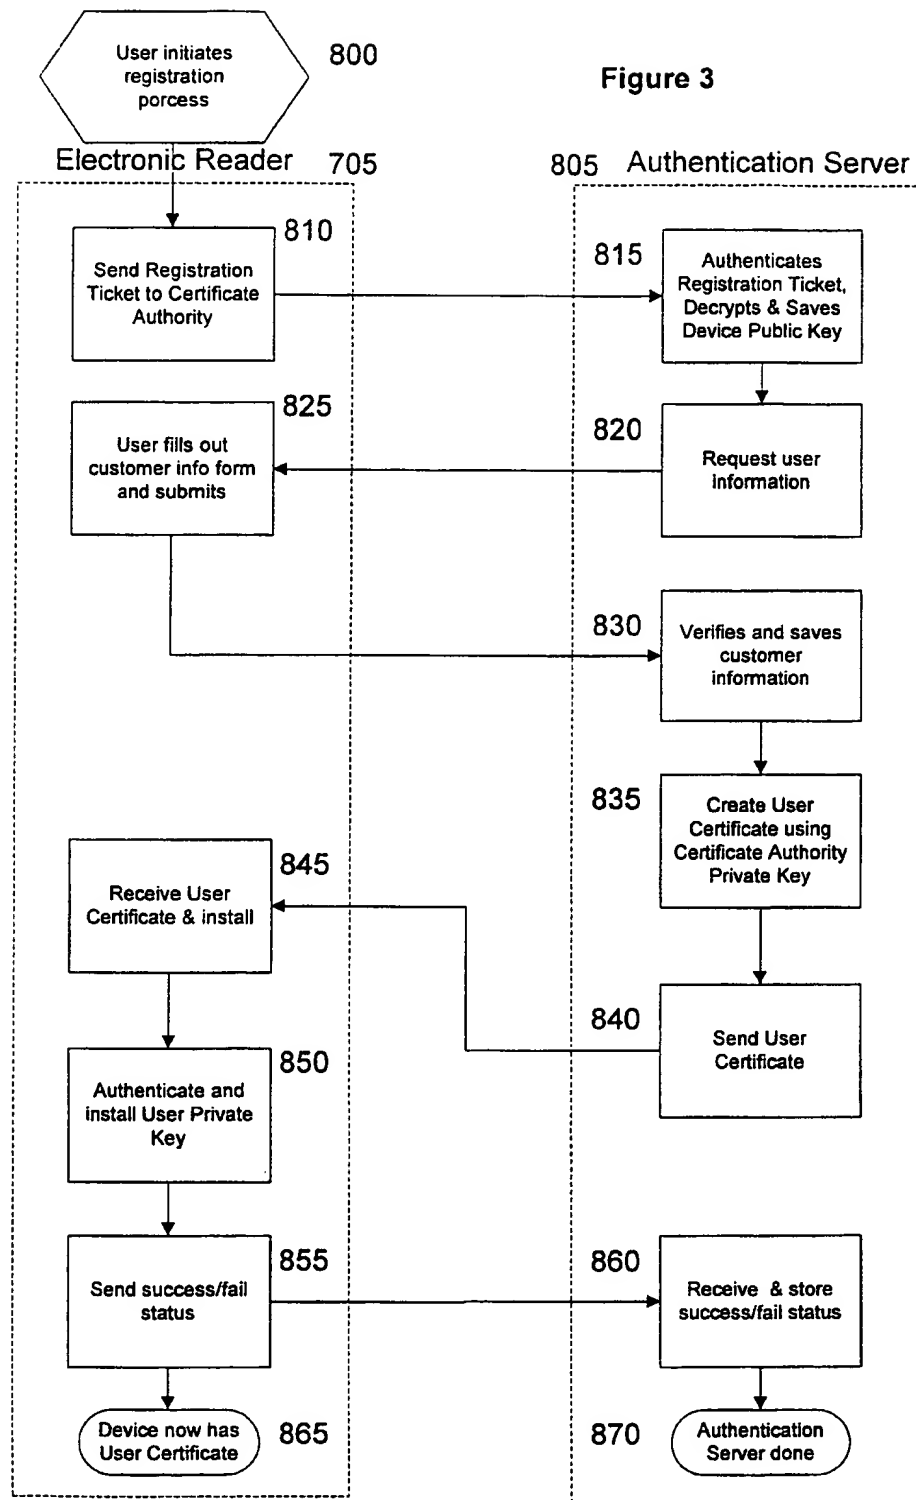 User initiates
registration
porcess
800
Figure 3
Electronic Reader
705
805
Authentication Server
810
Send Registration
Ticket to Certificate
Authority
815
Authenticates
Registration Ticket,
Decrypts & Saves
Device Public Key
825
User fills out
customer info form
and submits
820
Request user
information
830
Verifies and saves
customer
information
835
Create User
Certificate using
Certificate Authority
Private Key
845
Receive User
Certificate & install
840
Send User
Certificate
850
Authenticate and
install User Private
Key
855
Send success/fail
status
860
Receive & store
success/fail status
Device now has
User Certificate
865
870
Authentication
Server done